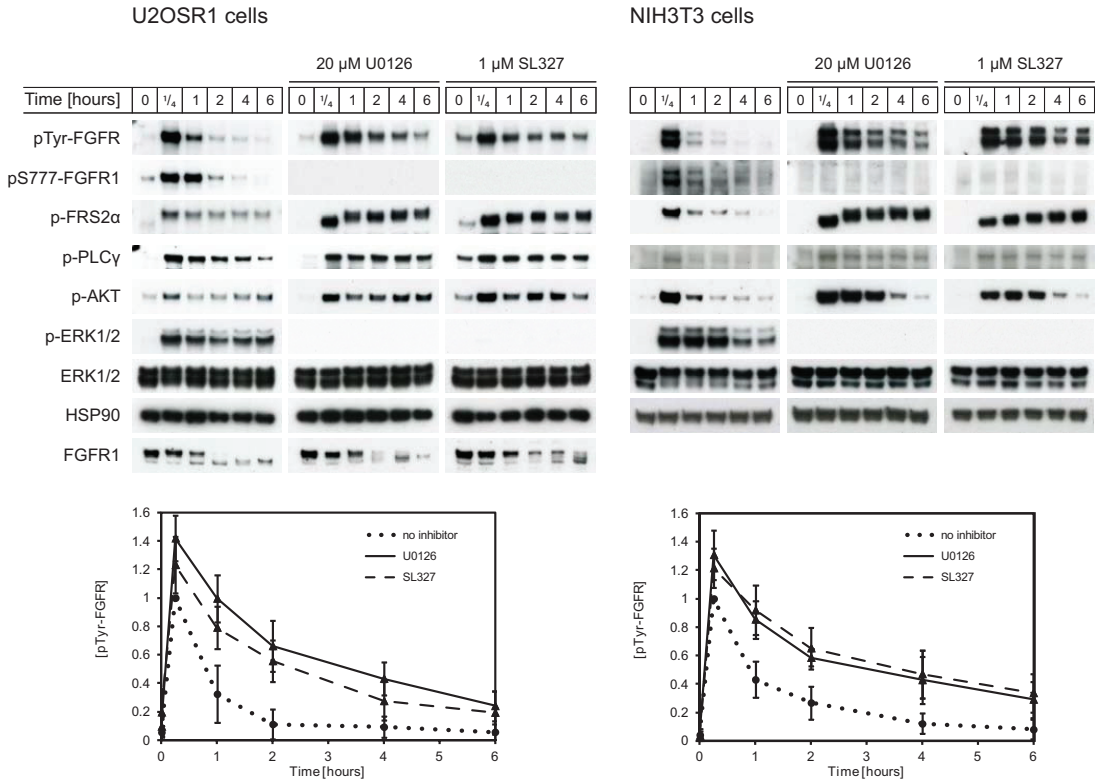 U2OSR1 cells
NIH3T3 cells
20 µM U0126 1 µM SL327
20 µM U0126 1 µM SL327
Time [hours] 0 1/4 1 2 4 6 0 1/4 1 2 4 6 0 1/4 1 2 4 6
0 1/4 1 2 4 6 0 1/4 1 2 4 6 0 1/4 1 2 4 6
pTyr-FGFR
pS777-FGFR1
p-FRS2α
p-PLCγ
p-AKT
p-ERK1/2
ERK1/2
HSP90
FGFR1
[pTyr-FGFR]
1.6
1.4
1.2
1
0.8
0.6
0.4
0.2
0
no inhibitor
U0126
SL327
0 1 2 4 6
Time [hours]
[pTyr-FGFR]
1.6
1.4
1.2
1
0.8
0.6
0.4
0.2
0
no inhibitor
U0126
SL327
0 1 2 4 6
Time [hours]